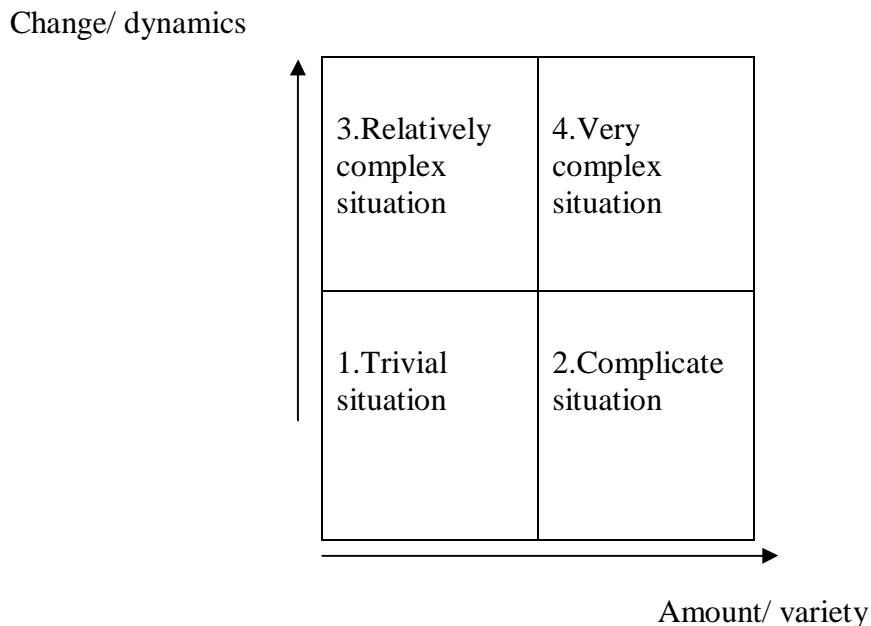 Change/ dynamics
3.Relatively
complex
situation
4.Very
complex
situation
1.Trivial
situation
2.Complicate
situation
Amount/ variety